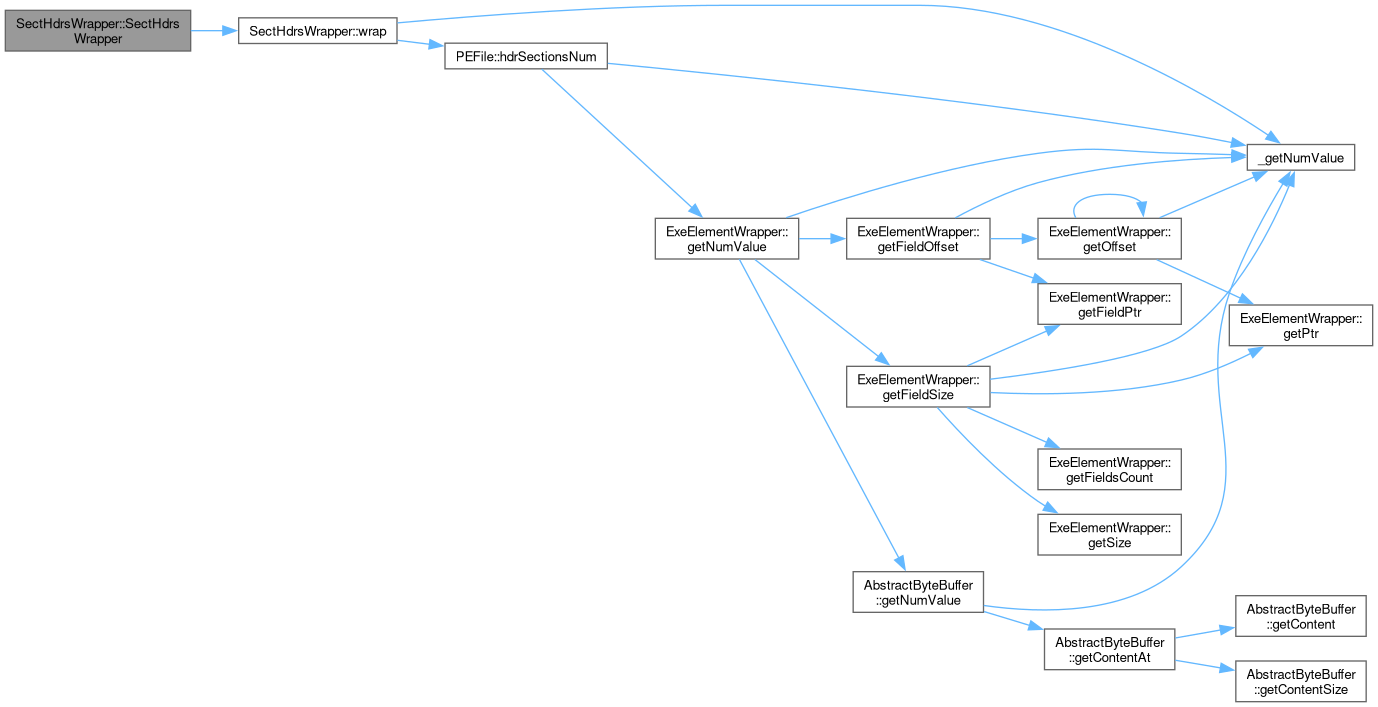 SectHdrsWrapper::SectHdrs
Wrapper
SectHdrsWrapper::wrap
PEFile::hdrSectionsNum
_getNumValue
ExeElementWrapper::
getNumValue
ExeElementWrapper::
getFieldOffset
ExeElementWrapper::
getOffset
ExeElementWrapper::
getFieldPtr
ExeElementWrapper::
getPtr
ExeElementWrapper::
getFieldSize
ExeElementWrapper::
getFieldsCount
ExeElementWrapper::
getSize
AbstractByteBuffer
::getNumValue
AbstractByteBuffer
::getContentAt
AbstractByteBuffer
::getContent
AbstractByteBuffer
::getContentSize